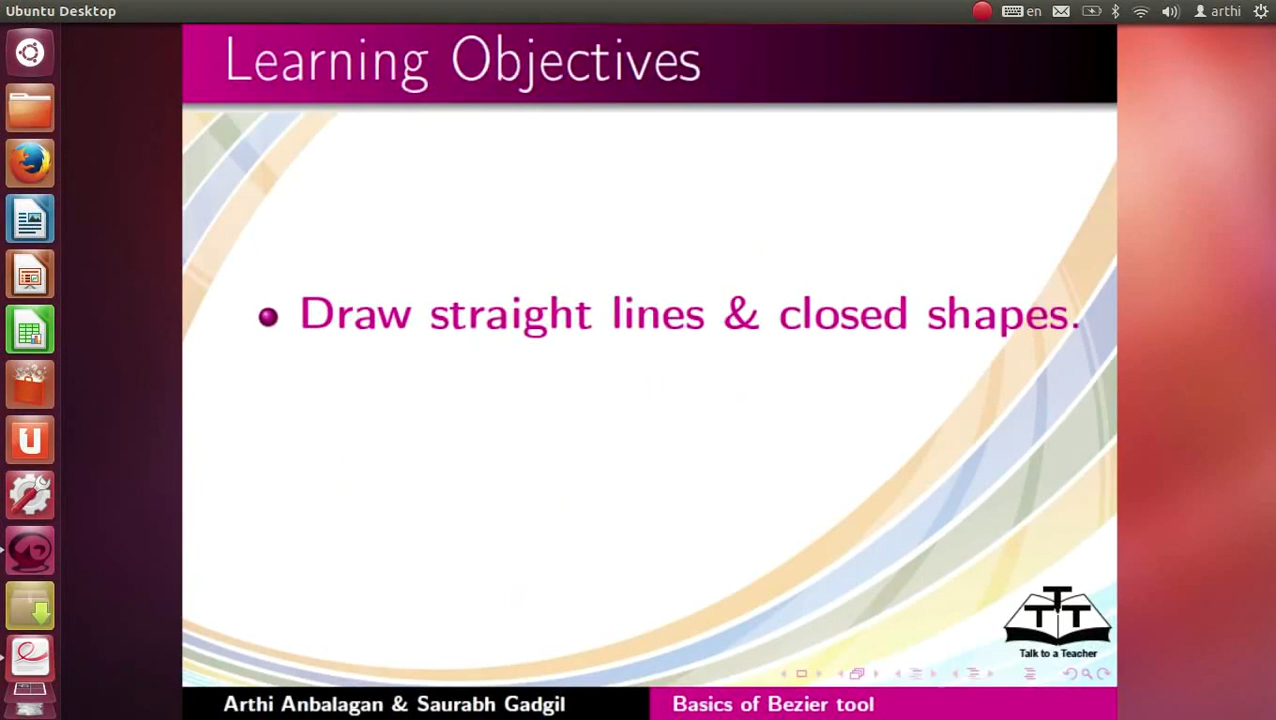 Ubuntu Desktop
en
arthi
Learning Objectives
Draw straight lines & closed shapes.
TTT
Talk to a Teacher
Arthi Anbalagan & Saurabh Gadgil
Basics of Bezier tool